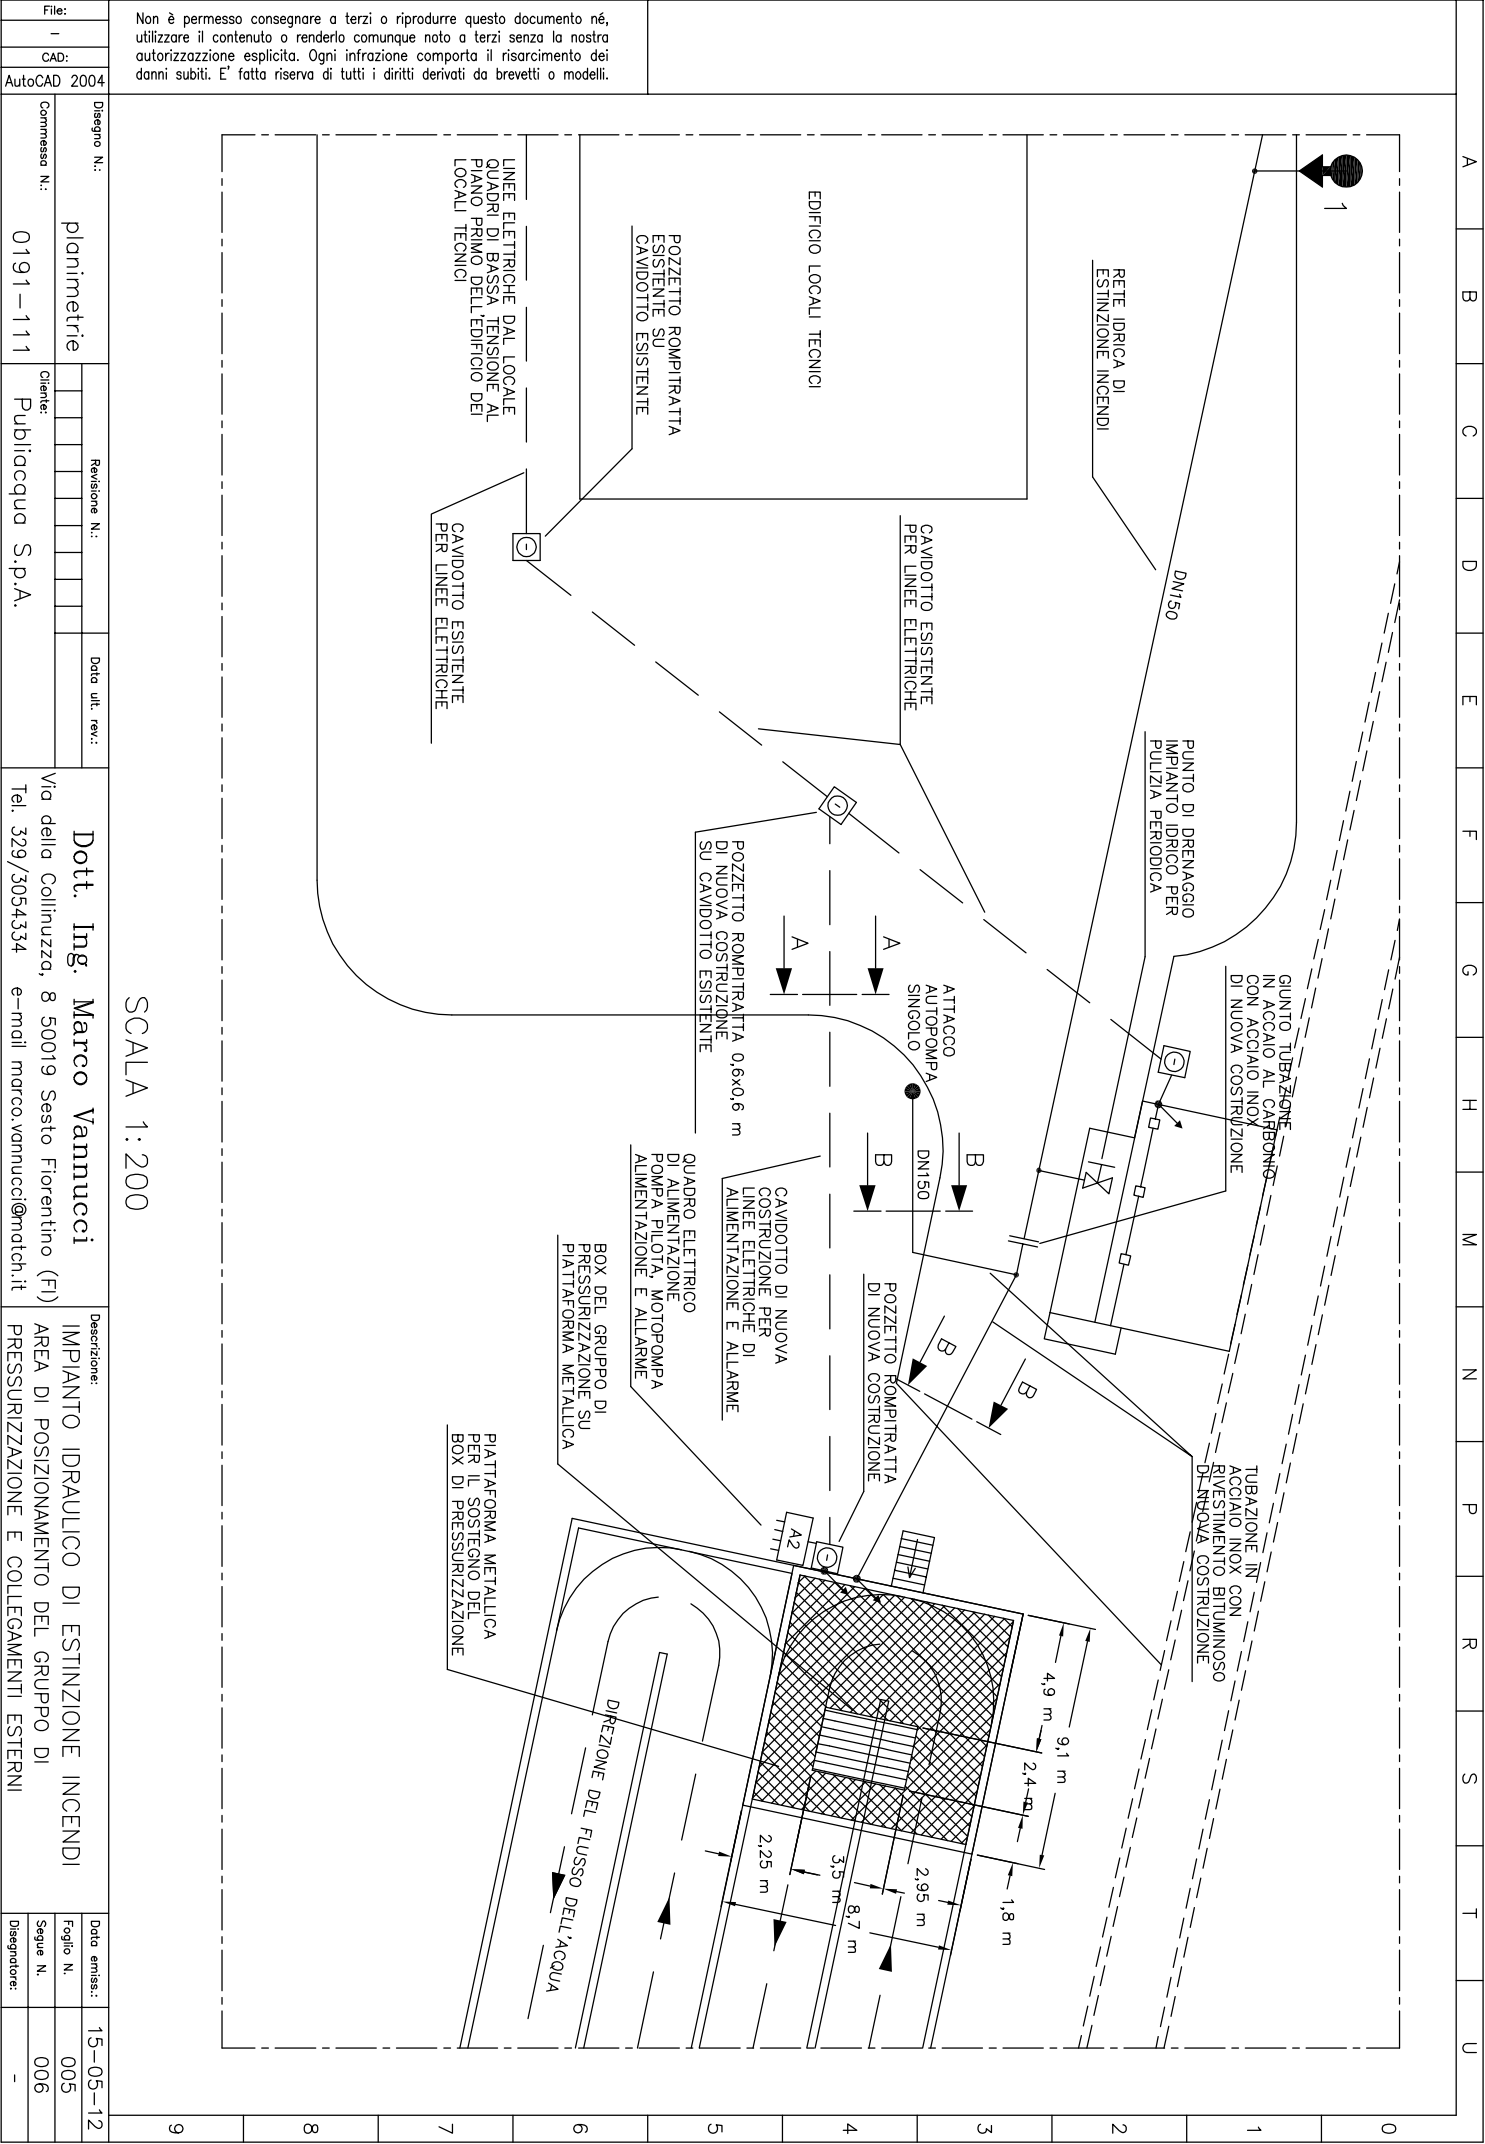 File:
–
CAD:
AutoCAD 2004
Non è permesso consegnare a terzi o riprodurre questo documento né,
utilizzare il contenuto o renderlo comunque noto a terzi senza la nostra
autorizzazzione esplicita. Ogni infrazione comporta il risarcimento dei
danni subiti. E' fatta riserva di tutti i diritti derivati da brevetti o modelli.
A
B
C
D
E
F
G
H
M
N
P
R
S
T
U
0
1
2
3
4
5
6
7
8
9
1
RETE IDRICA DI
ESTINZIONE INCENDI
DN150
EDIFICIO LOCALI TECNICI
POZZETTO ROMPITRATTA
ESISTENTE SU
CAVIDOTTO ESISTENTE
LINEE ELETTRICHE DAL LOCALE
QUADRI DI BASSA TENSIONE AL
PIANO PRIMO DELL'EDIFICIO DEI
LOCALI TECNICI
CAVIDOTTO ESISTENTE
PER LINEE ELETTRICHE
CAVIDOTTO ESISTENTE
PER LINEE ELETTRICHE
PUNTO DI DRENAGGIO
IMPIANTO IDRICO PER
PULIZIA PERIODICA
GIUNTO TUBAZIONE
IN ACCAIO AL CARBONIO
CON ACCIAIO INOX
DI NUOVA COSTRUZIONE
POZZETTO ROMPITRATTA 0,6x0,6 m
DI NUOVA COSTRUZIONE
SU CAVIDOTTO ESISTENTE
A
A
ATTACCO
AUTOPOMPA
SINGOLO
DN150
B
B
B
B
CAVIDOTTO DI NUOVA
COSTRUZIONE PER
LINEE ELETTRICHE DI
ALIMENTAZIONE E ALLARME
QUADRO ELETTRICO
DI ALIMENTAZIONE
POMPA PILOTA, MOTOPOMPA
ALIMENTAZIONE E ALLARME
BOX DEL GRUPPO DI
PRESSURIZZAZIONE SU
PIATTAFORMA METALLICA
POZZETTO ROMPITRATTA
DI NUOVA COSTRUZIONE
PIATTAFORMA METALLICA
PER IL SOSTEGNO DEL
BOX DI PRESSURIZZAZIONE
TUBAZIONE IN
ACCIAIO INOX CON
RIVESTIMENTO BITUMINOSO
DI NUOVA COSTRUZIONE
A2
4,9 m
9,1 m
2,4 m
1,8 m
2,95 m
3,5 m
8,7 m
2,25 m
DIREZIONE DEL FLUSSO DELL'ACQUA
SCALA 1:200
Disegno N.:
planimetrie
Commessa N.:
0191–111
Revisione N.:
Data ult. rev.:
Cliente:
Publiacqua S.p.A.
Dott. Ing. Marco Vannucci
Via della Collinuzza, 8 50019 Sesto Fiorentino (FI)
Tel. 329/3054334 e–mail marco.vannucci@match.it
Descrizione:
IMPIANTO IDRAULICO DI ESTINZIONE INCENDI
AREA DI POSIZIONAMENTO DEL GRUPPO DI
PRESSURIZZAZIONE E COLLEGAMENTI ESTERNI
Data emiss.:
15–05–12
Foglio N.
005
Segue N.
006
Disegnatore:
–